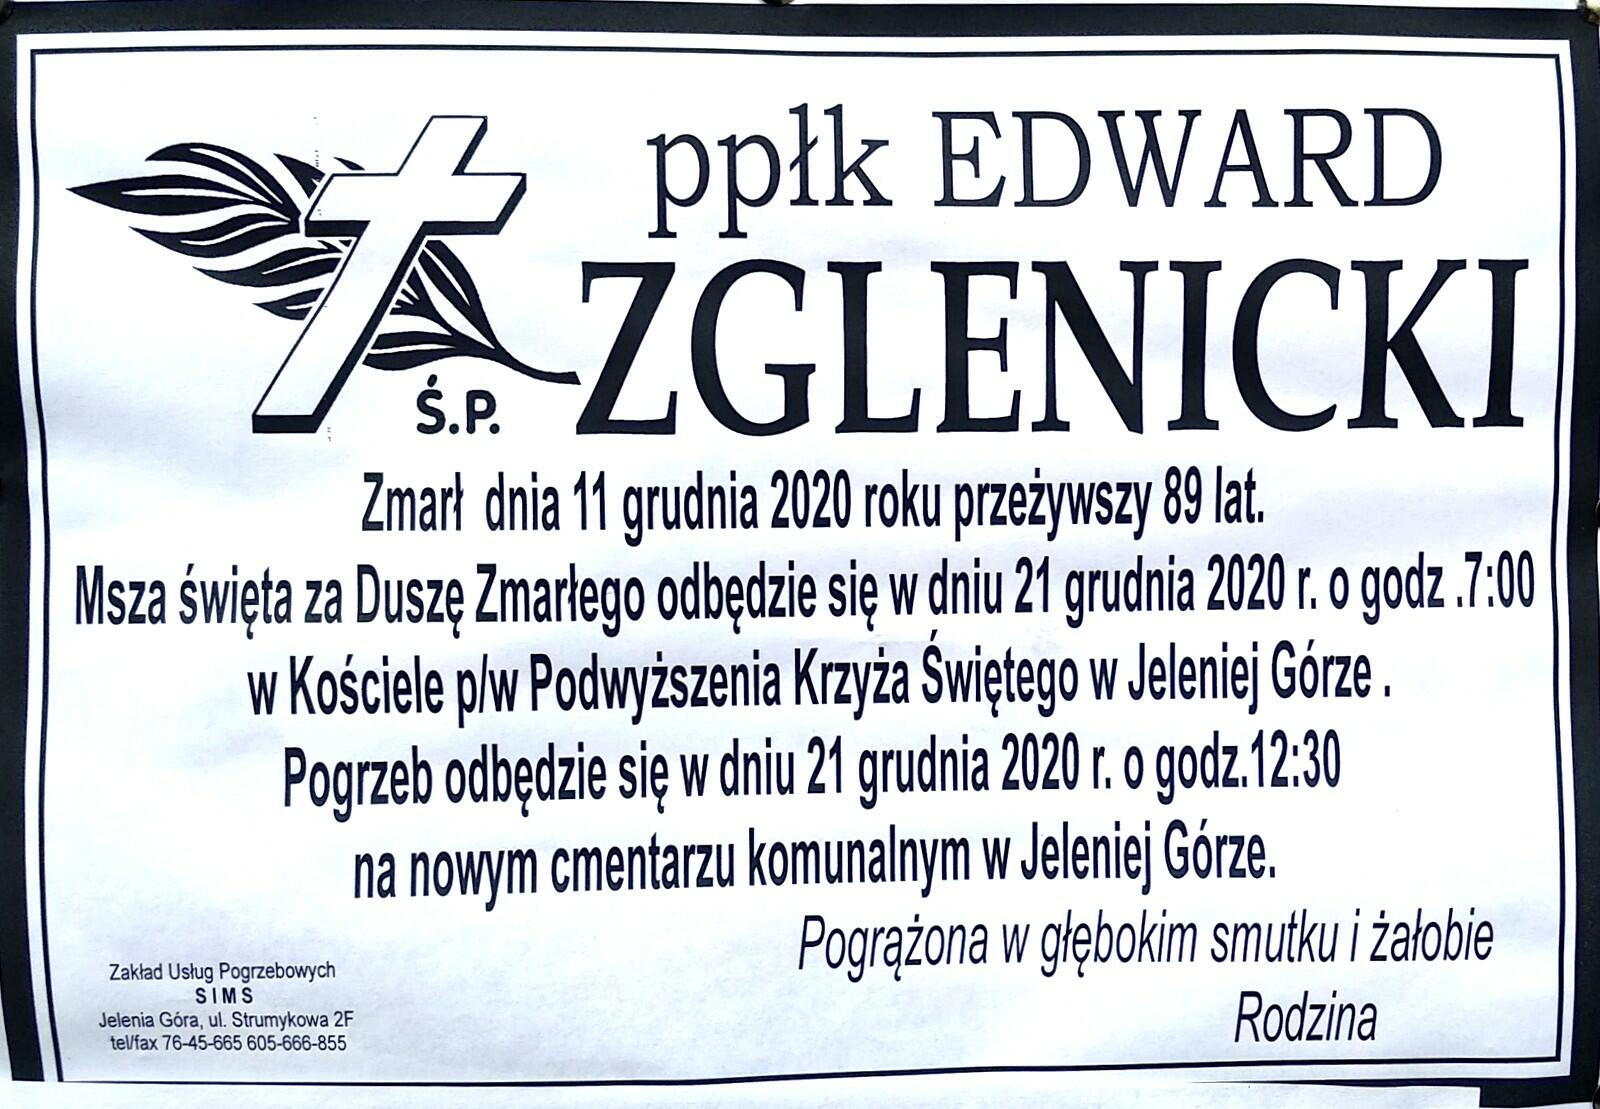 ppłk EDWARD
Ś.P. ZGLENICKI
Zmarł dnia 11 grudnia 2020 roku przeżywszy 89 lat.
Msza święta za Duszę Zmarłego odbędzie się w dniu 21 grudnia 2020 r. o godz .7:00
w Kościele p/w Podwyższenia Krzyża Świętego w Jeleniej Górze .
Pogrzeb odbędzie się w dniu 21 grudnia 2020 r. o godz.12:30
na nowym cmentarzu komunalnym w Jeleniej Górze.
Pogrążona w głębokim smutku i żałobie
Rodzina
Zakład Usług Pogrzebowych
SIMS
Jelenia Góra, ul. Strumykowa 2F
tel/fax 76-45-665 605-666-855